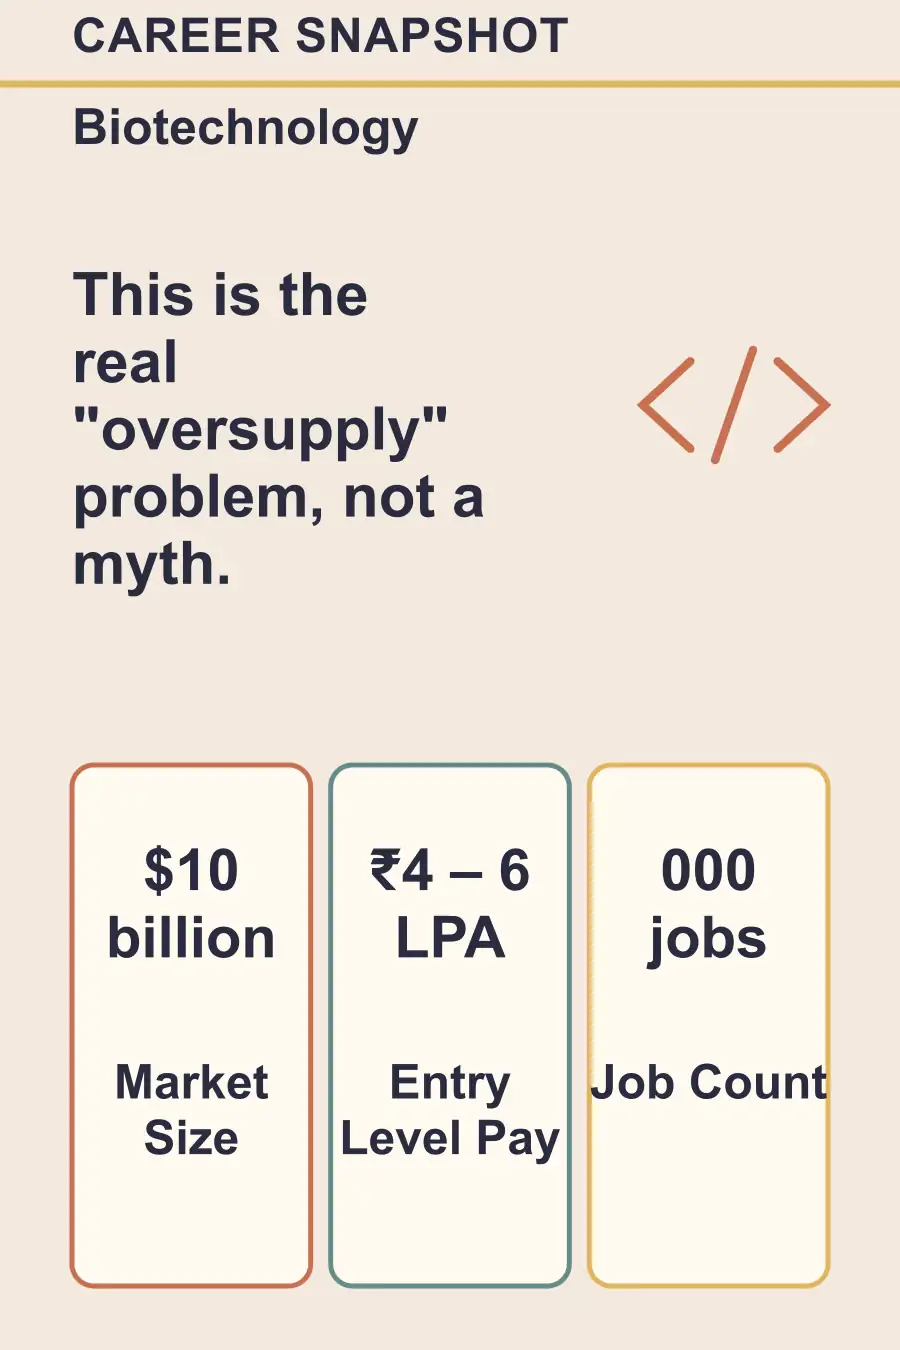 CAREER SNAPSHOT
Biotechnology
This is the
real
"oversupply"
problem, not a
myth.
$10
billion
Market
Size
₹4 – 6
LPA
Entry
Level Pay
000
jobs
Job Count